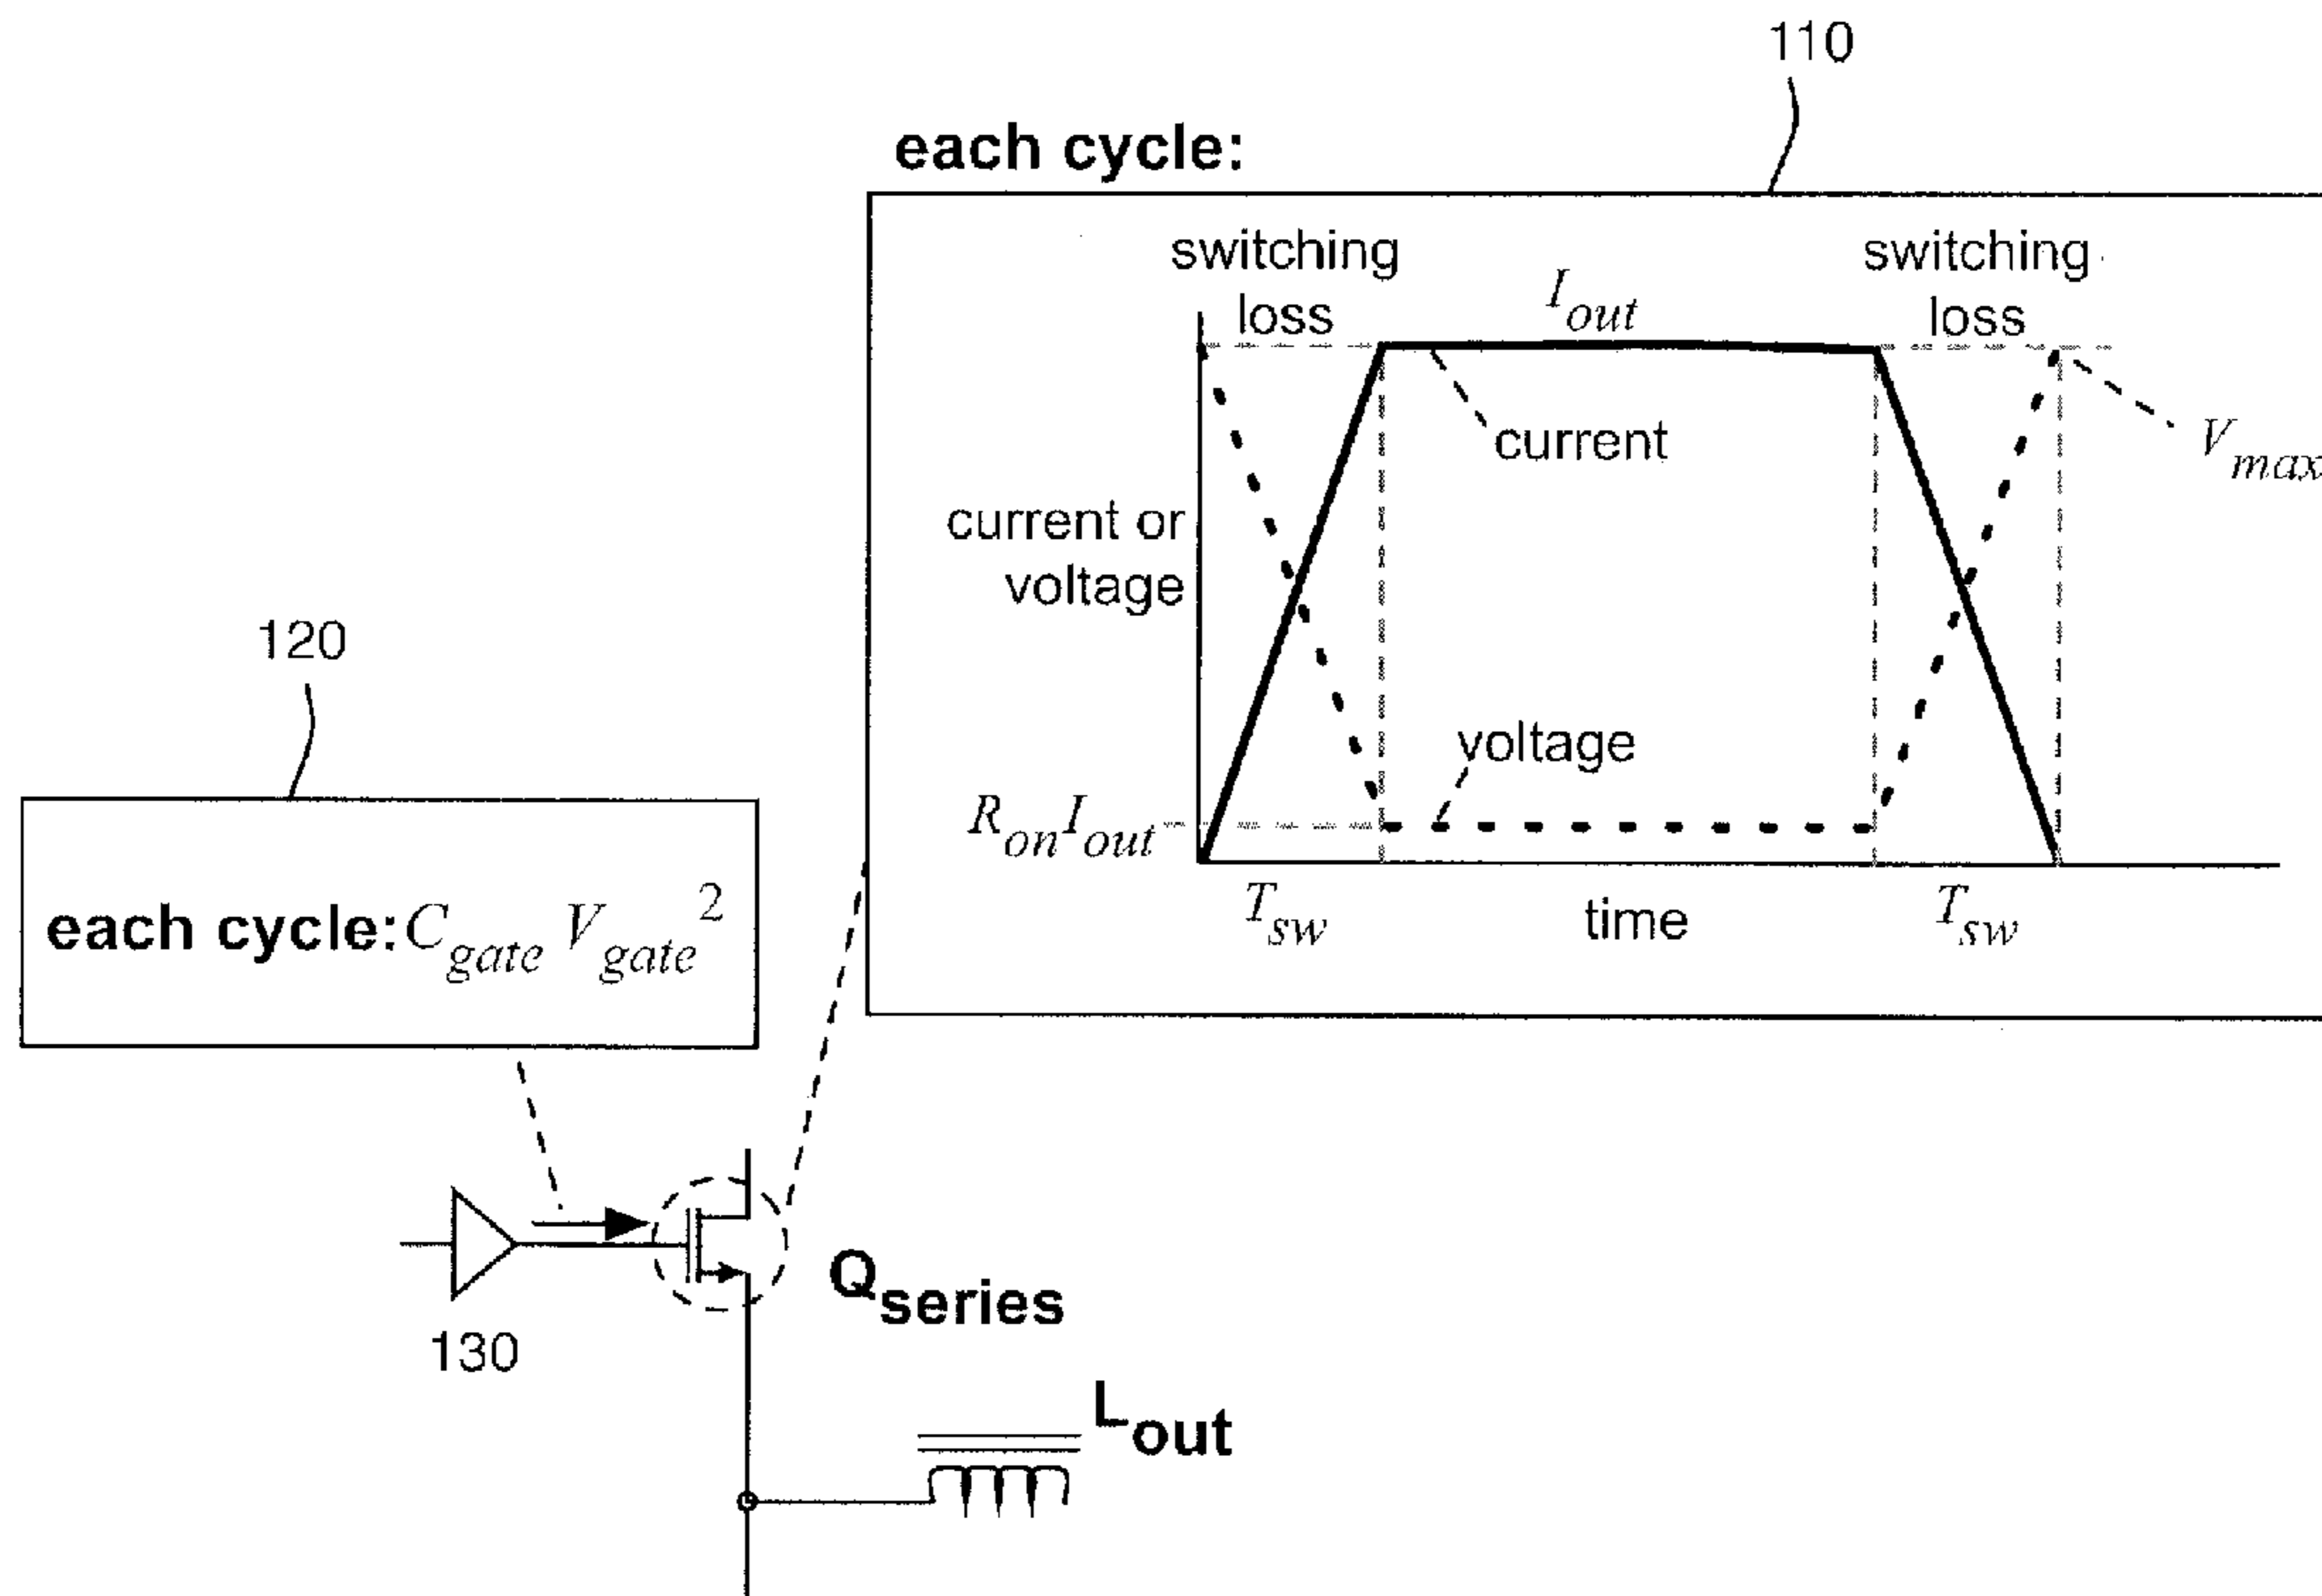 110
each cycle:
switching
loss
I_out
switching
loss
current
V_max
current or
voltage
voltage
R_on I_out
T_sw
time
T_sw
120
each cycle: C_gate V_gate^2
130
Q_series
L_out